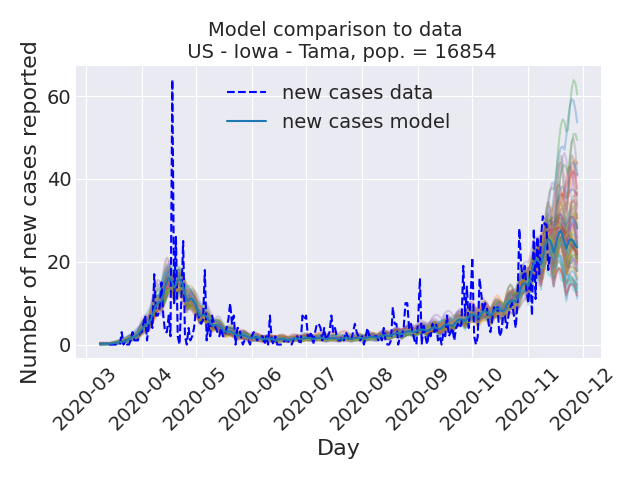 Model comparison to data
US - Iowa - Tama, pop. = 16854
new cases data
new cases model
Number of new cases reported
60
40
20
0
2020-03
2020-04
2020-05
2020-06
2020-07
2020-08
2020-09
2020-10
2020-11
2020-12
Day